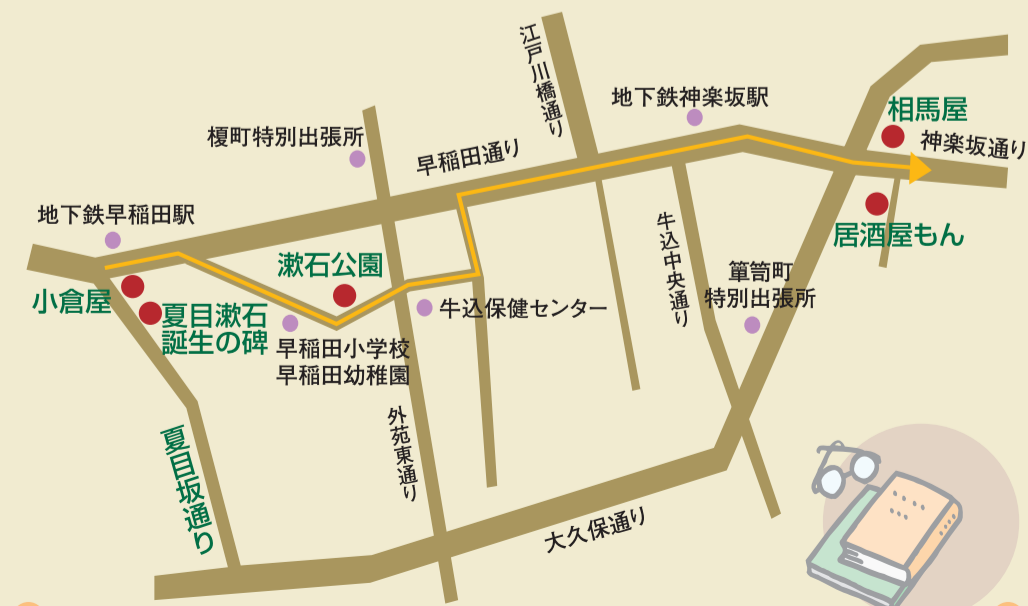 江戸川橋通り
地下鉄神楽坂駅
相馬屋
榎町特別出張所
早稲田通り
神楽坂通り
地下鉄早稲田駅
漱石公園
居酒屋もん
牛込中央通り
簞笥町
特別出張所
小倉屋
夏目漱石
誕生の碑
牛込保健センター
早稲田小学校
早稲田幼稚園
外苑東通り
夏目坂通り
大久保通り